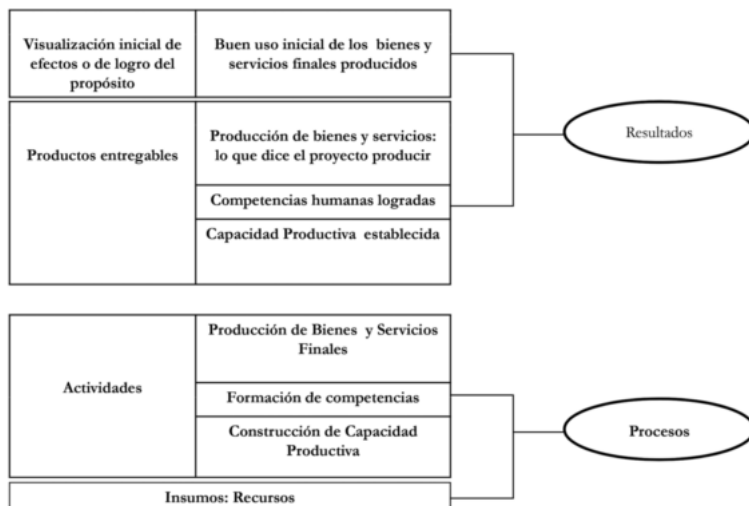 Visualización inicial de
efectos o de logro del
propósito
Buen uso inicial de los bienes y
servicios finales producidos
Productos entregables
Producción de bienes y servicios:
lo que dice el proyecto producir
Competencias humanas logradas
Capacidad Productiva establecida
Resultados
Actividades
Producción de Bienes y Servicios
Finales
Formación de competencias
Construcción de Capacidad
Productiva
Insumos: Recursos
Procesos